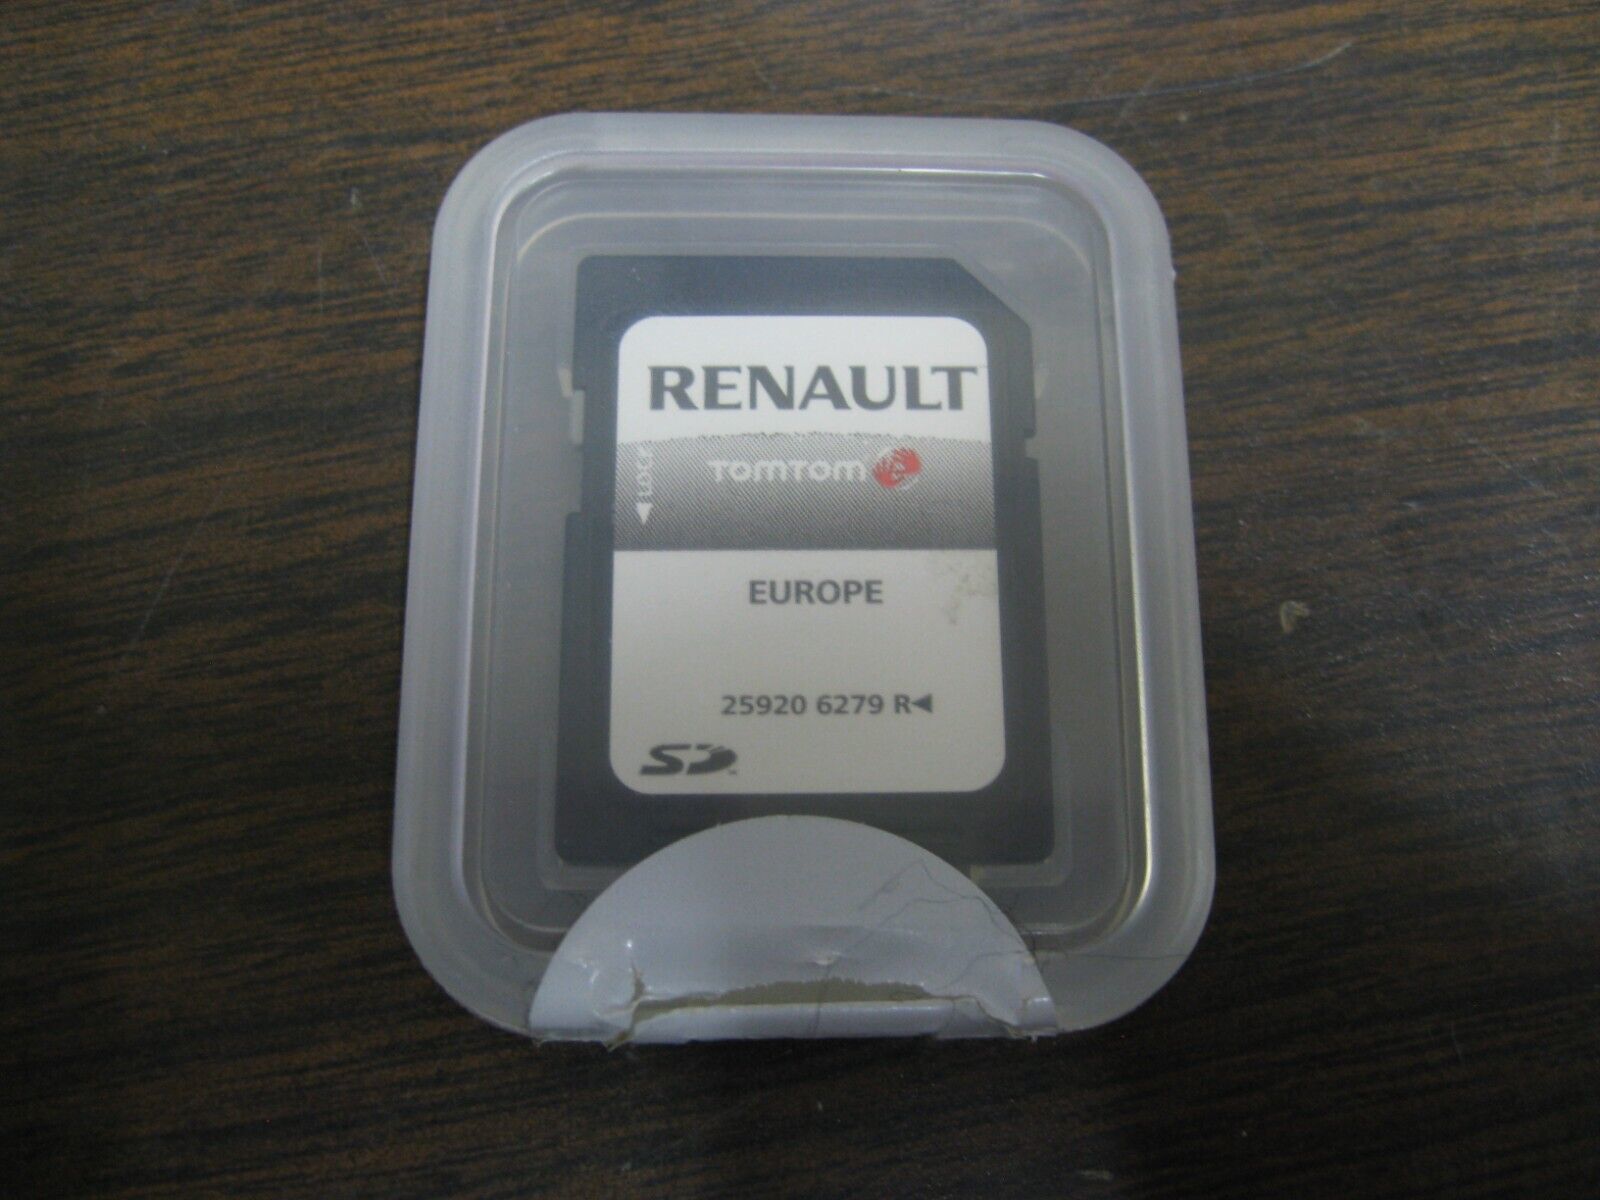 RENAULT
TOMTOM
LOCK
EUROPE
25920 6279 R
SD